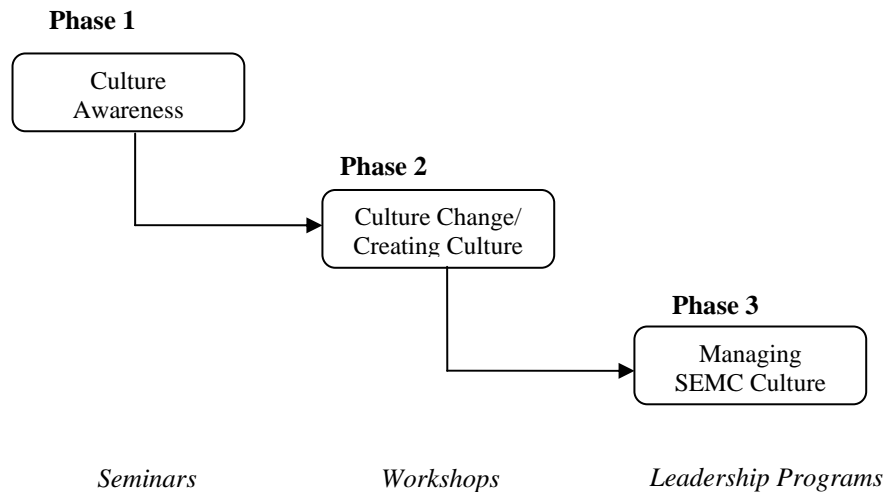 Phase 1
Culture
Awareness
Phase 2
Culture Change/
Creating Culture
Phase 3
Managing
SEMC Culture
Seminars
Workshops
Leadership Programs